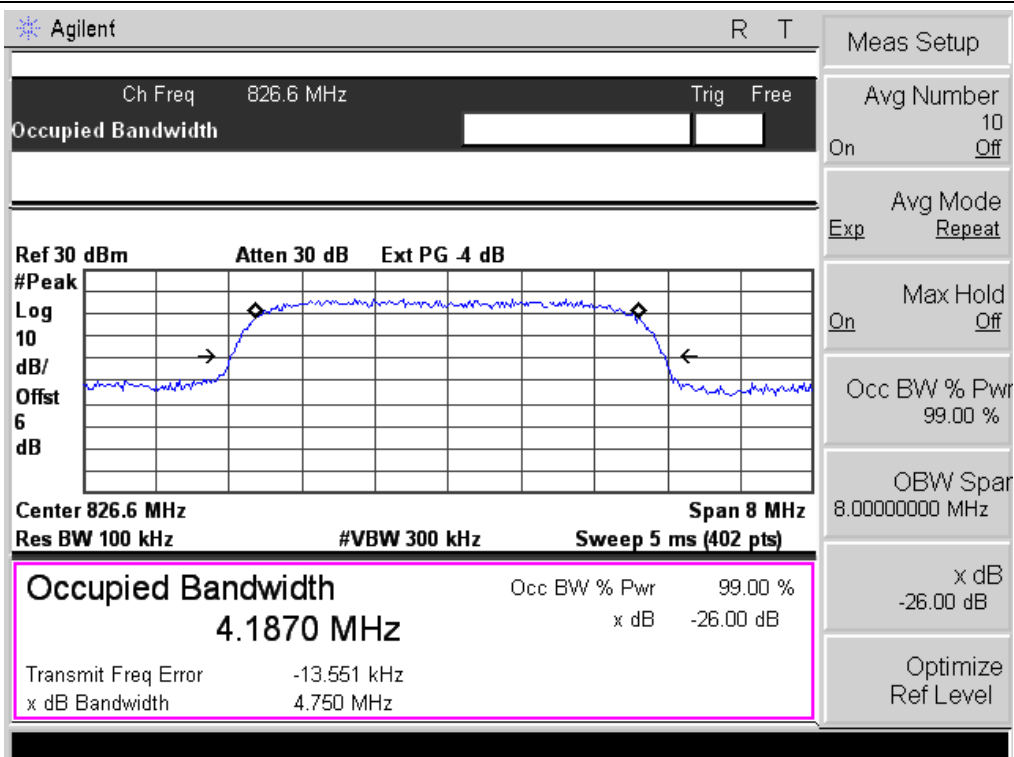 Agilent R T
Ch Freq 826.6 MHz Trig Free
Occupied Bandwidth
Ref 30 dBm Atten 30 dB Ext PG -4 dB
#Peak
Log
10
dB/
Offst
6
dB
Center 826.6 MHz Span 8 MHz
Res BW 100 kHz #VBW 300 kHz Sweep 5 ms (402 pts)
Occupied Bandwidth
4.1870 MHz
Occ BW % Pwr 99.00 %
x dB -26.00 dB
Transmit Freq Error -13.551 kHz
x dB Bandwidth 4.750 MHz
Meas Setup
Avg Number
10
On Off
Avg Mode
Exp Repeat
Max Hold
On Off
Occ BW % Pwr
99.00 %
OBW Span
8.00000000 MHz
x dB
-26.00 dB
Optimize
Ref Level